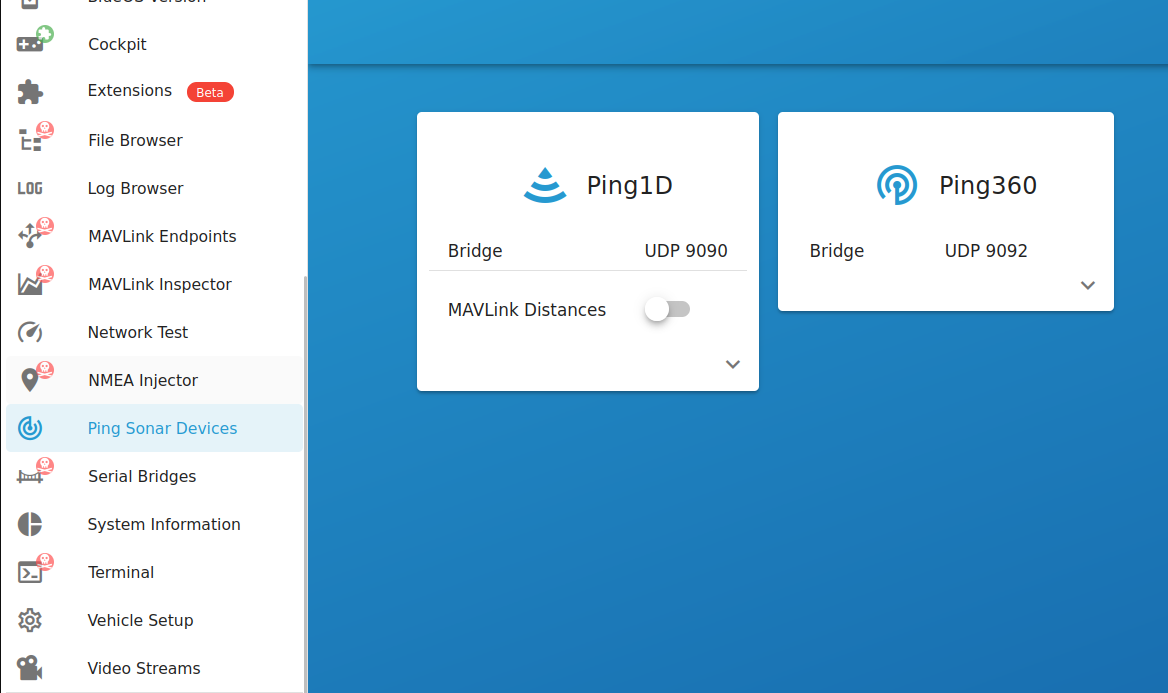 BlueOS Version
Cockpit
Extensions Beta
File Browser
LOG Log Browser
MAVLink Endpoints
MAVLink Inspector
Network Test
NMEA Injector
Ping Sonar Devices
Serial Bridges
System Information
Terminal
Vehicle Setup
Video Streams
Ping1D
Bridge UDP 9090
MAVLink Distances
Ping360
Bridge UDP 9092